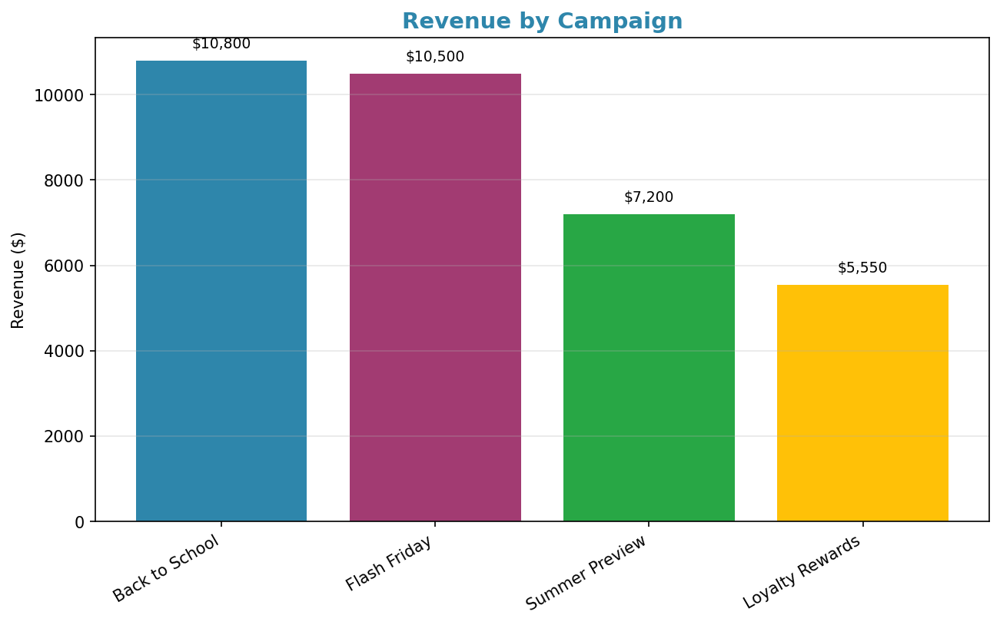 Revenue by Campaign
$10,800
$10,500
$7,200
$5,550
10000
8000
6000
4000
2000
0
Revenue ($)
Back to School
Flash Friday
Summer Preview
Loyalty Rewards